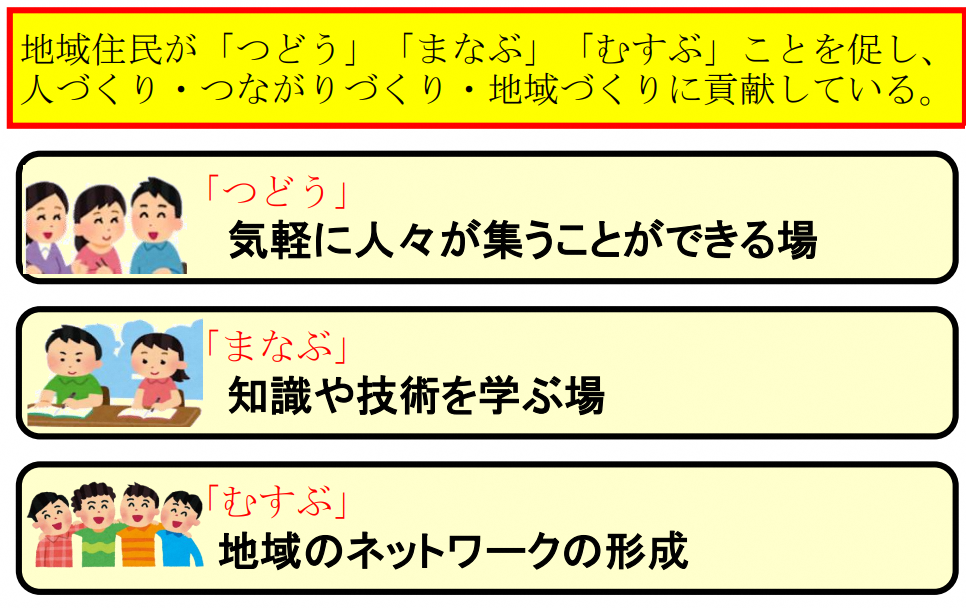 地域住民が「つどう」「まなぶ」「むすぶ」ことを促し、
人づくり・つながりづくり・地域づくりに貢献している。
「つどう」
気軽に人々が集うことができる場
「まなぶ」
知識や技術を学ぶ場
「むすぶ」
地域のネットワークの形成